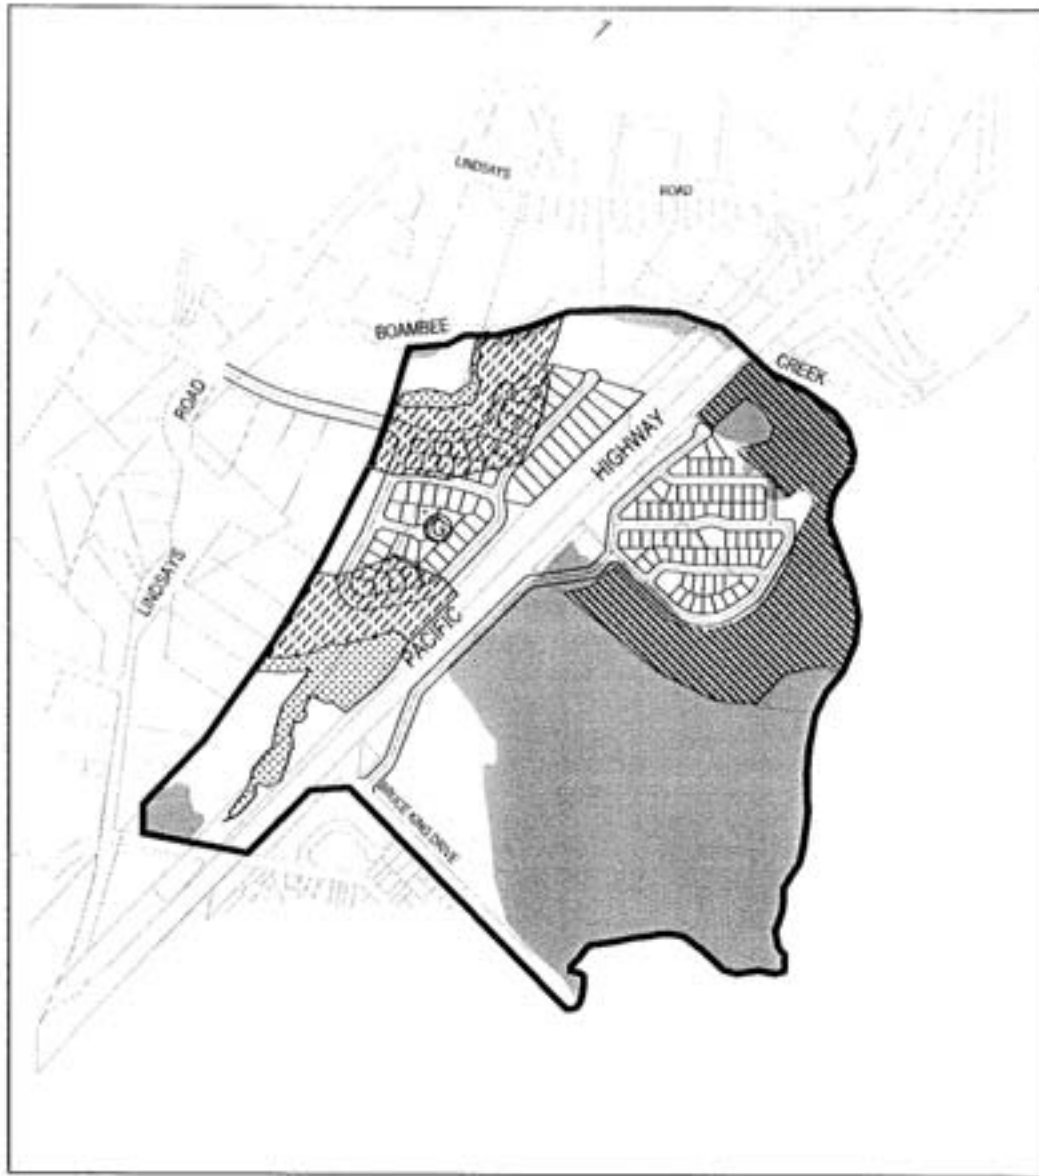 LINDSAYS
ROAD
BOAMBEE
CREEK
ROAD
HIGHWAY
LINDSAYS
PACIFIC
BRUCE KING DRIVE